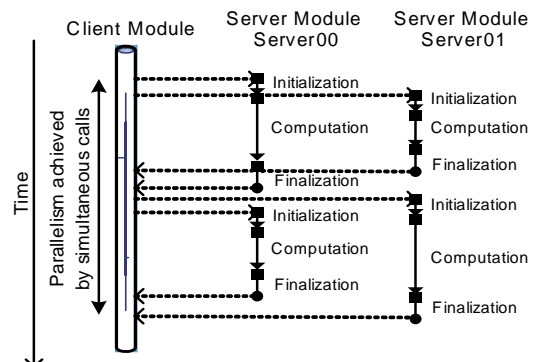 Client Module
Server Module
Server00
Server Module
Server01
Time
Parallelism achieved
by simultaneous calls
Initialization
Initialization
Computation
Computation
Finalization
Finalization
Initialization
Initialization
Computation
Computation
Finalization
Finalization